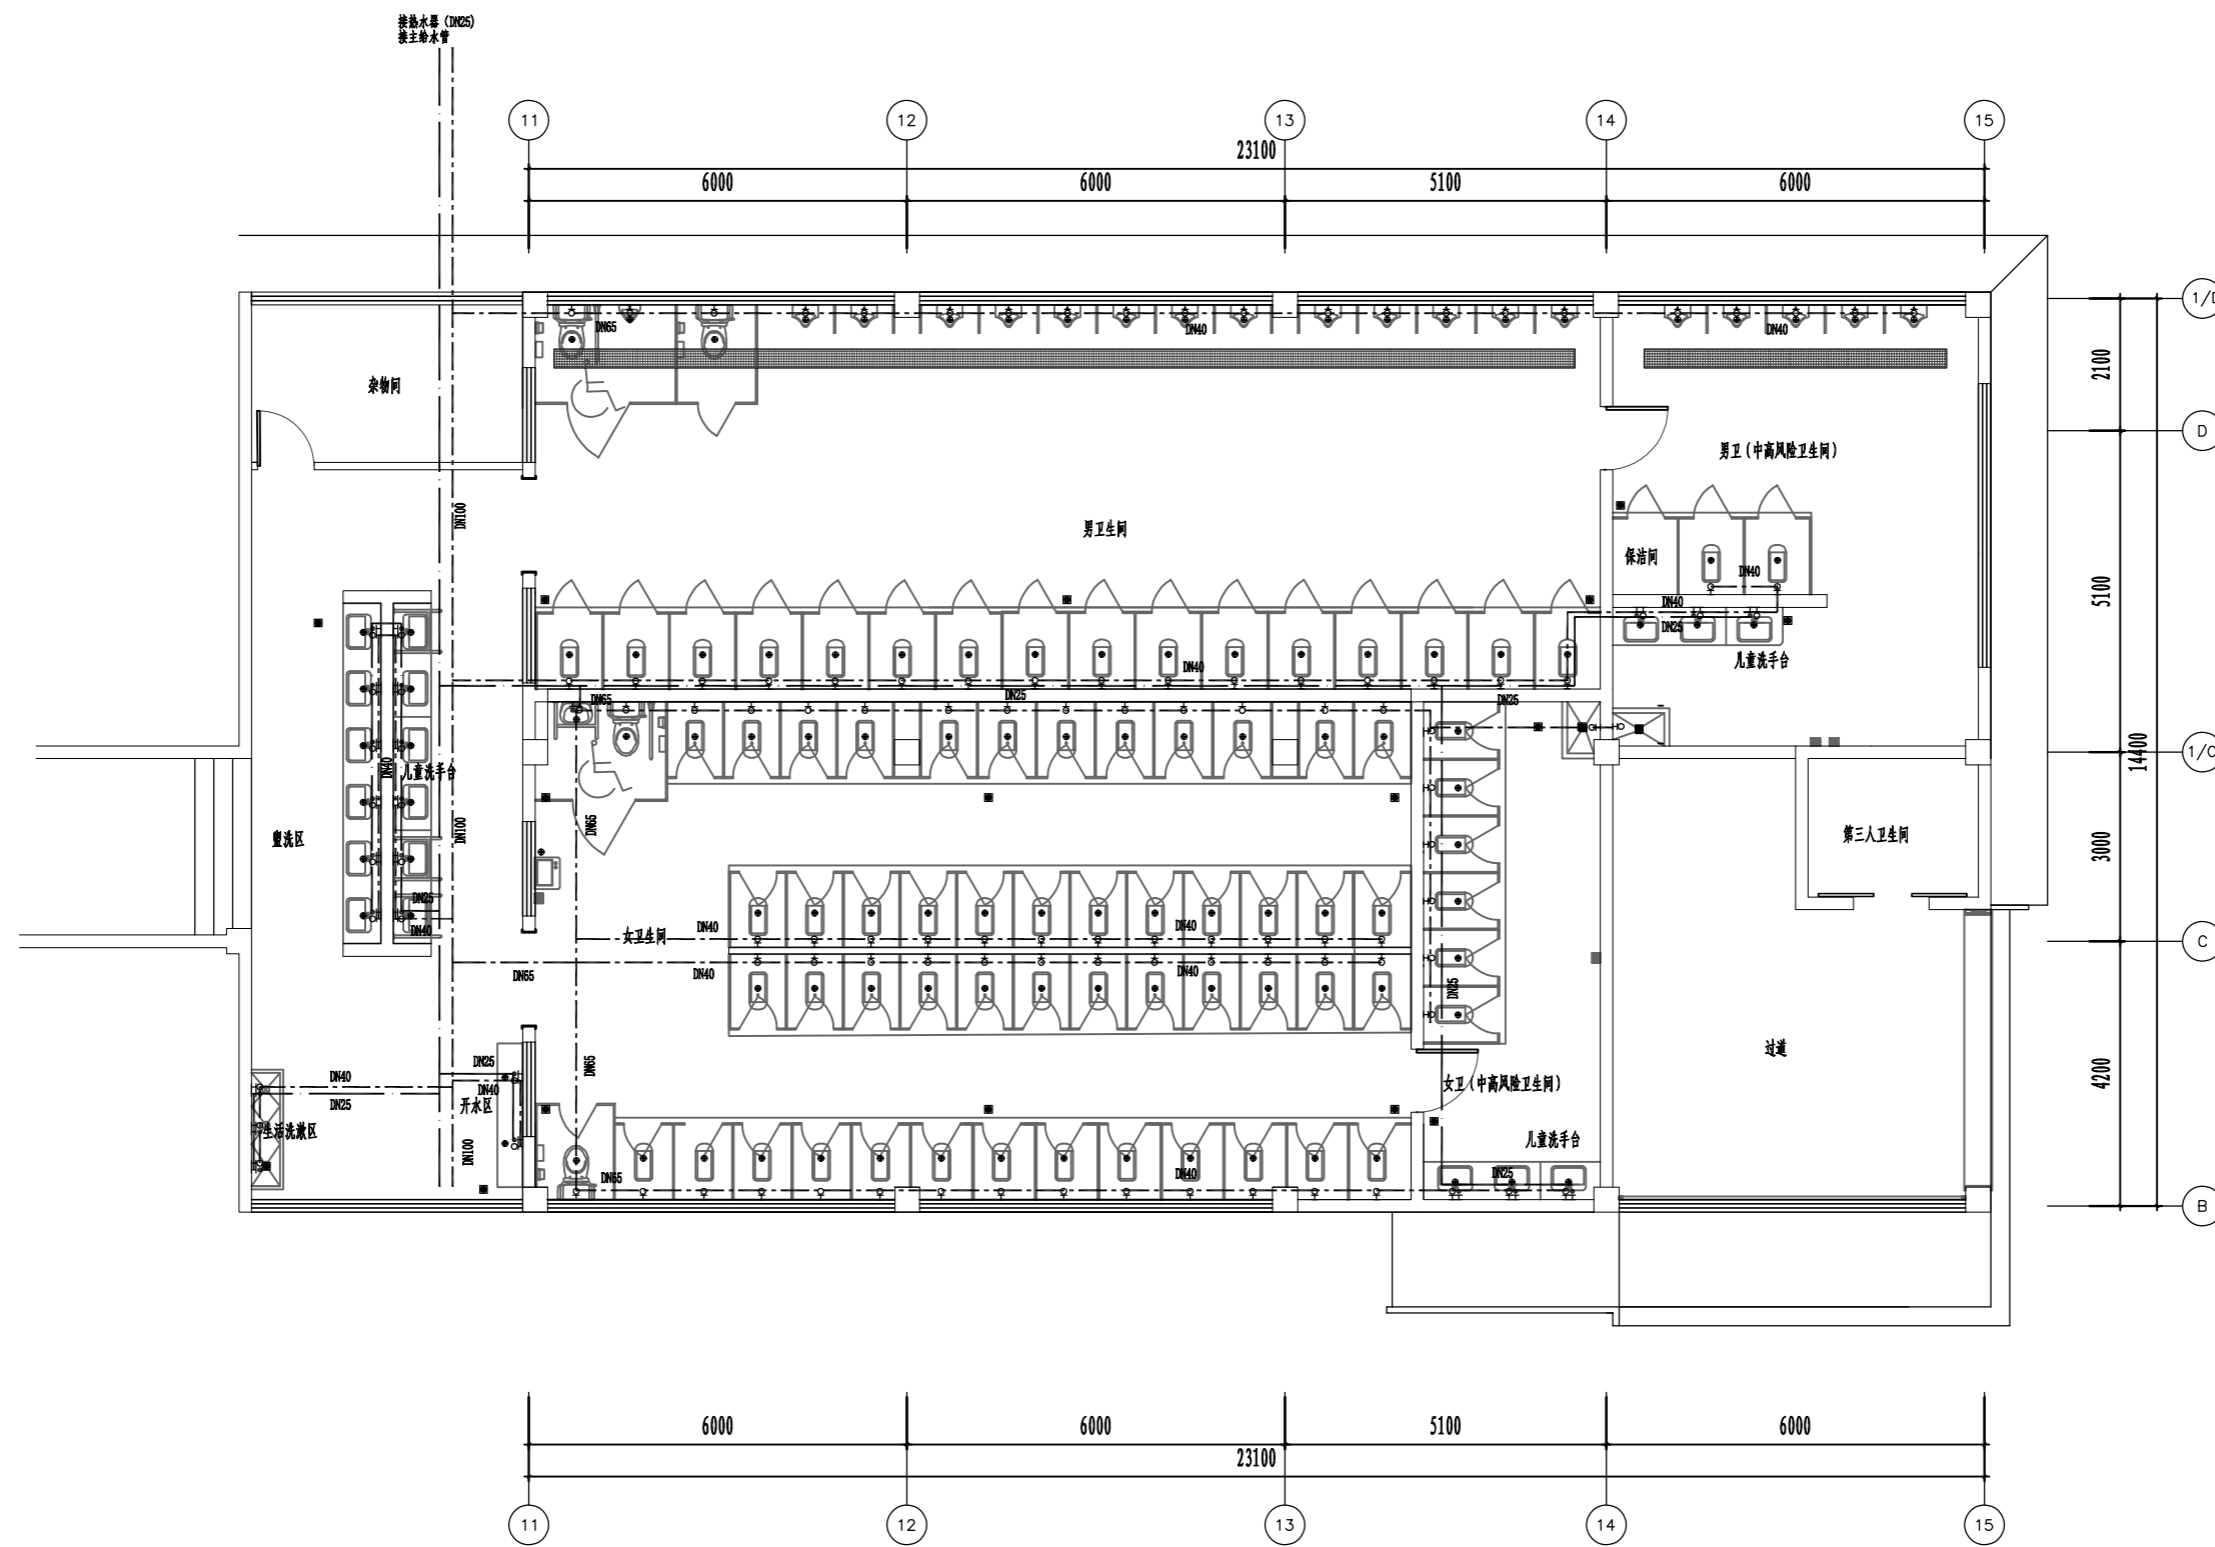 接热水器（DN25）
接主给水管
11
12
13
14
15
23100
6000
6000
5100
6000
DN65
DN40
DN40
1/D
2100
杂物间
D
男卫（中高风险卫生间）
DN100
男卫生间
保洁间
DN40
DN40
DN25
5100
儿童洗手台
DN40
DN65
DN25
DN25
1/C
14400
DN40
儿童洗手台
DN65
DN100
盥洗区
第三人卫生间
3000
DN25
DN40
女卫生间
DN40
DN40
C
DN65
DN40
DN40
DN25
过道
DN25
DN40
DN65
DN40
DN25
开水区
女卫（中高风险卫生间）
4200
生活洗漱区
DN100
儿童洗手台
DN65
DN40
DN25
B
6000
6000
5100
6000
23100
11
12
13
14
15